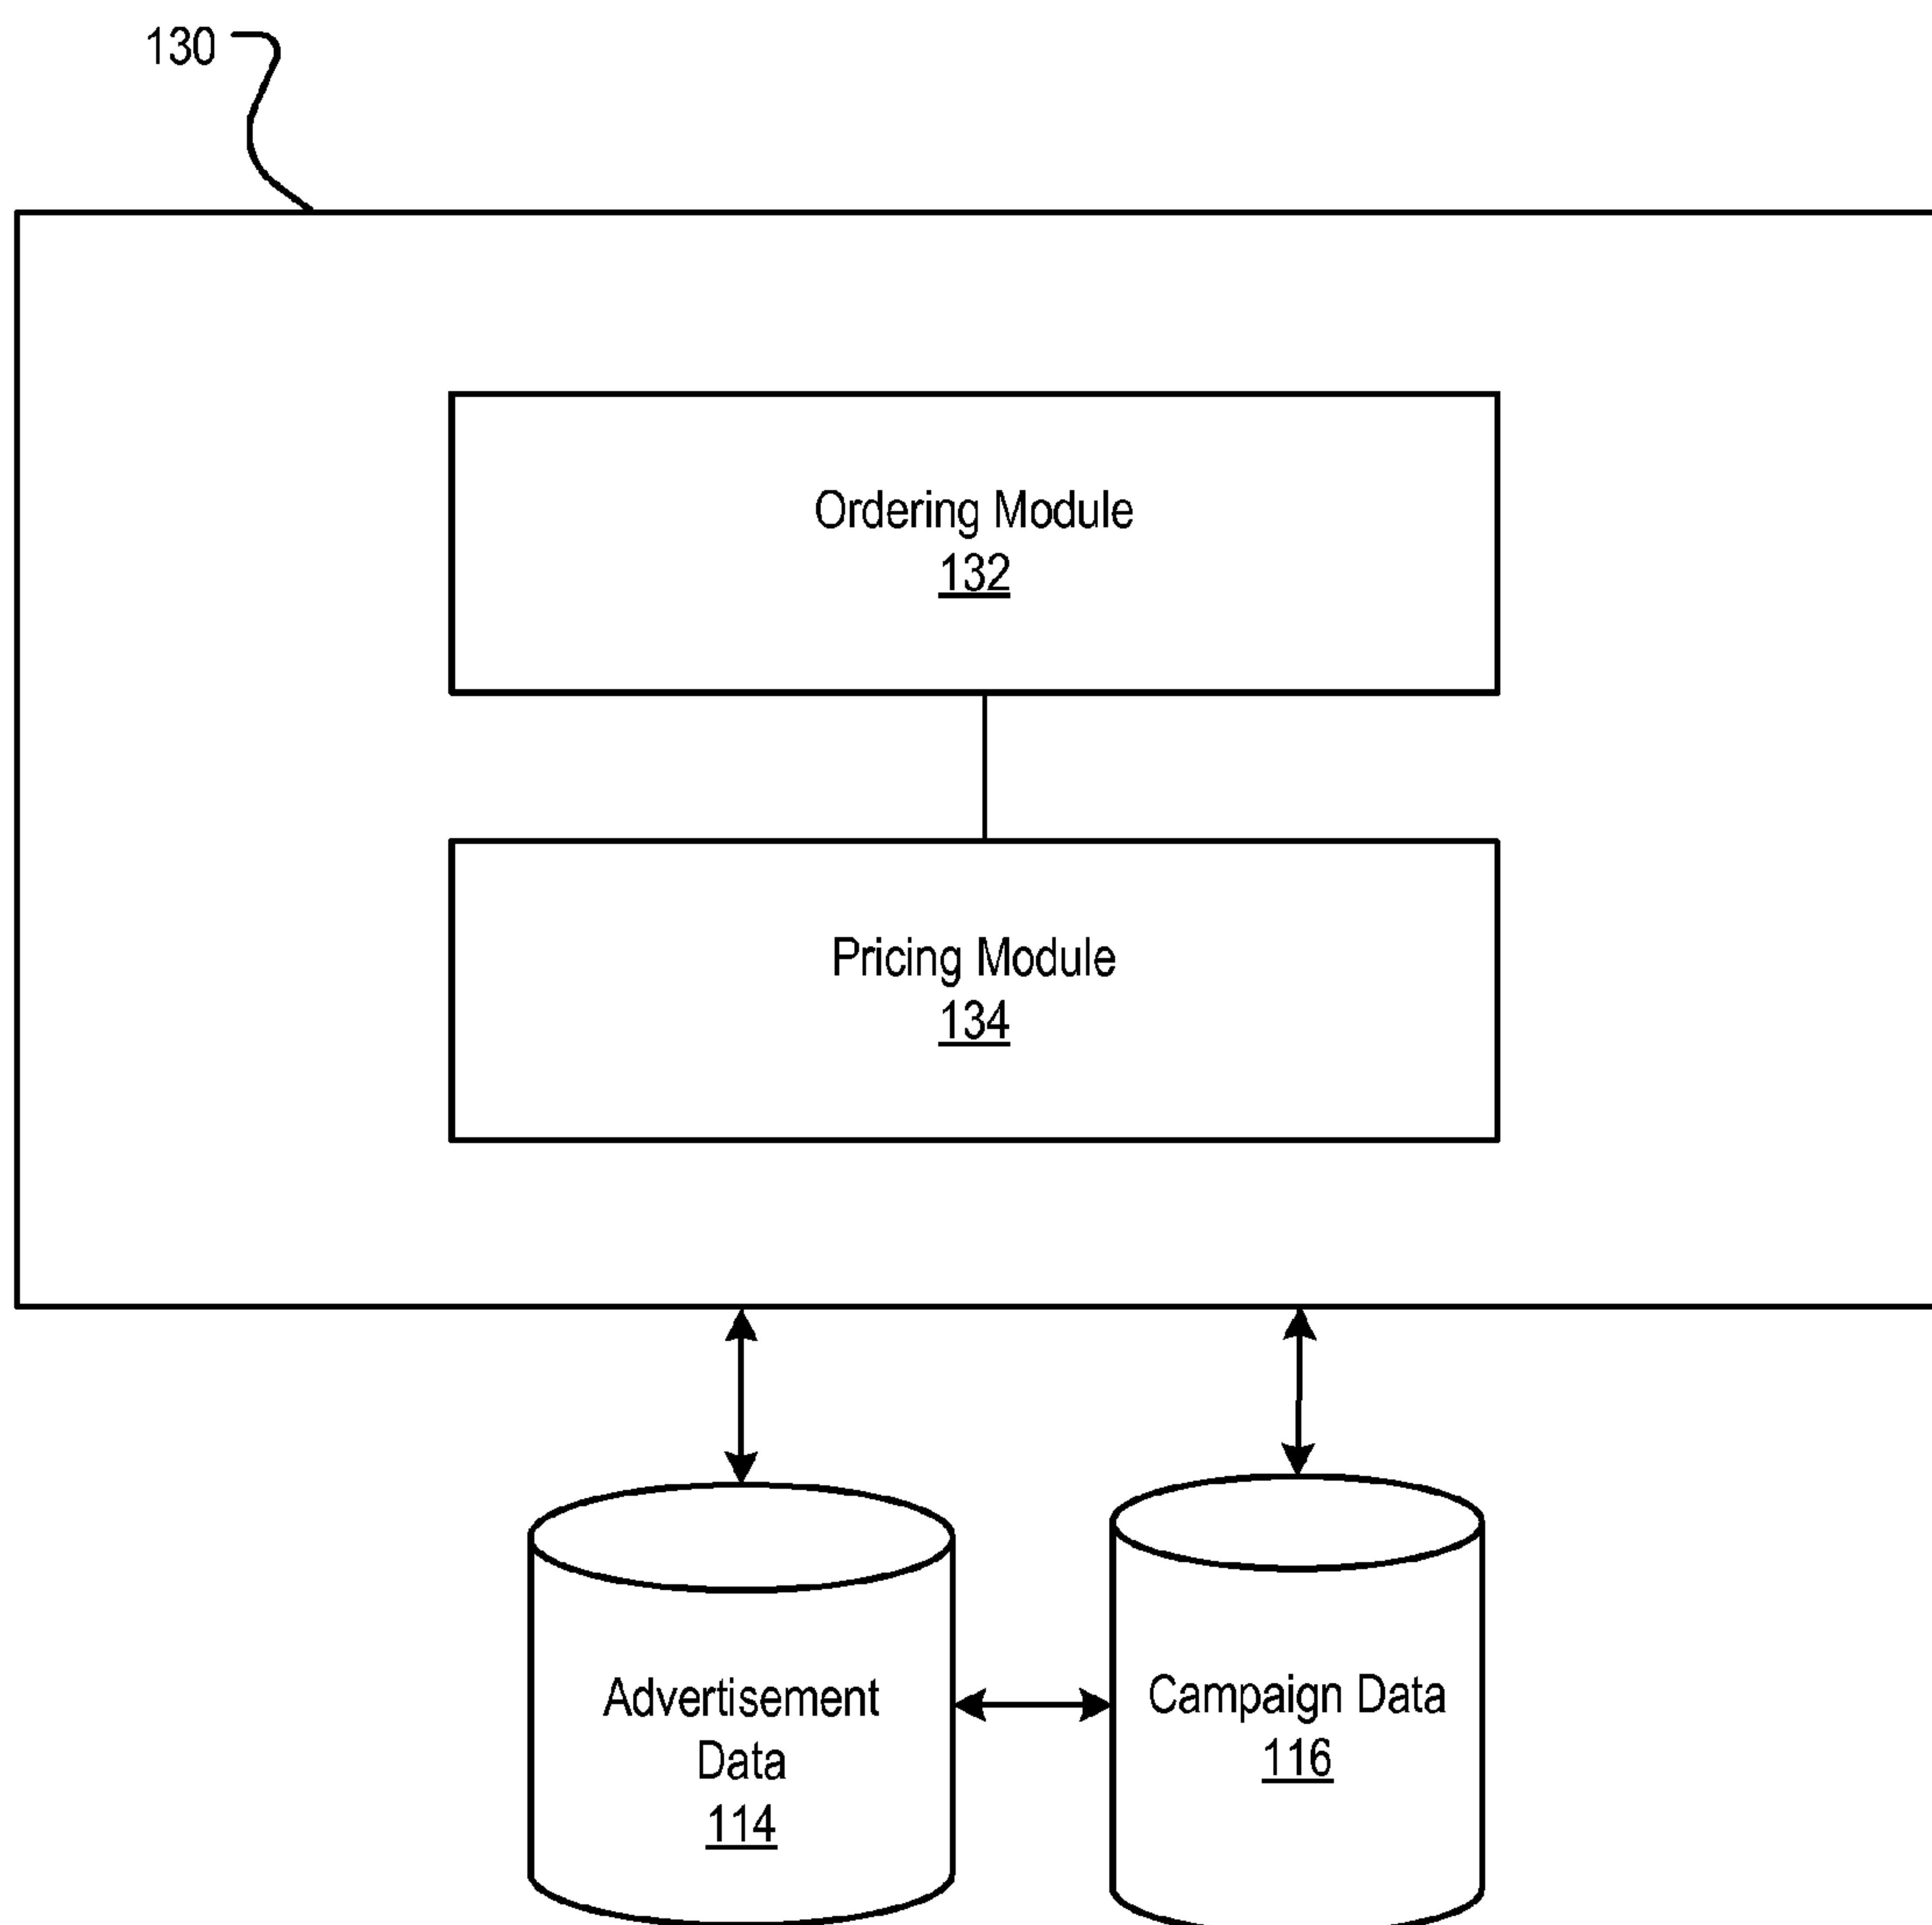 130
Ordering Module
132
Pricing Module
134
Advertisement
Data
114
Campaign Data
116